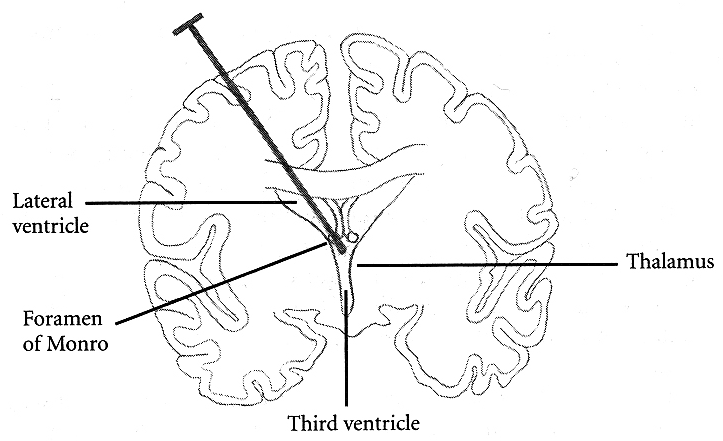 Lateral
ventricle
Thalamus
Foramen
of Monro
Third ventricle